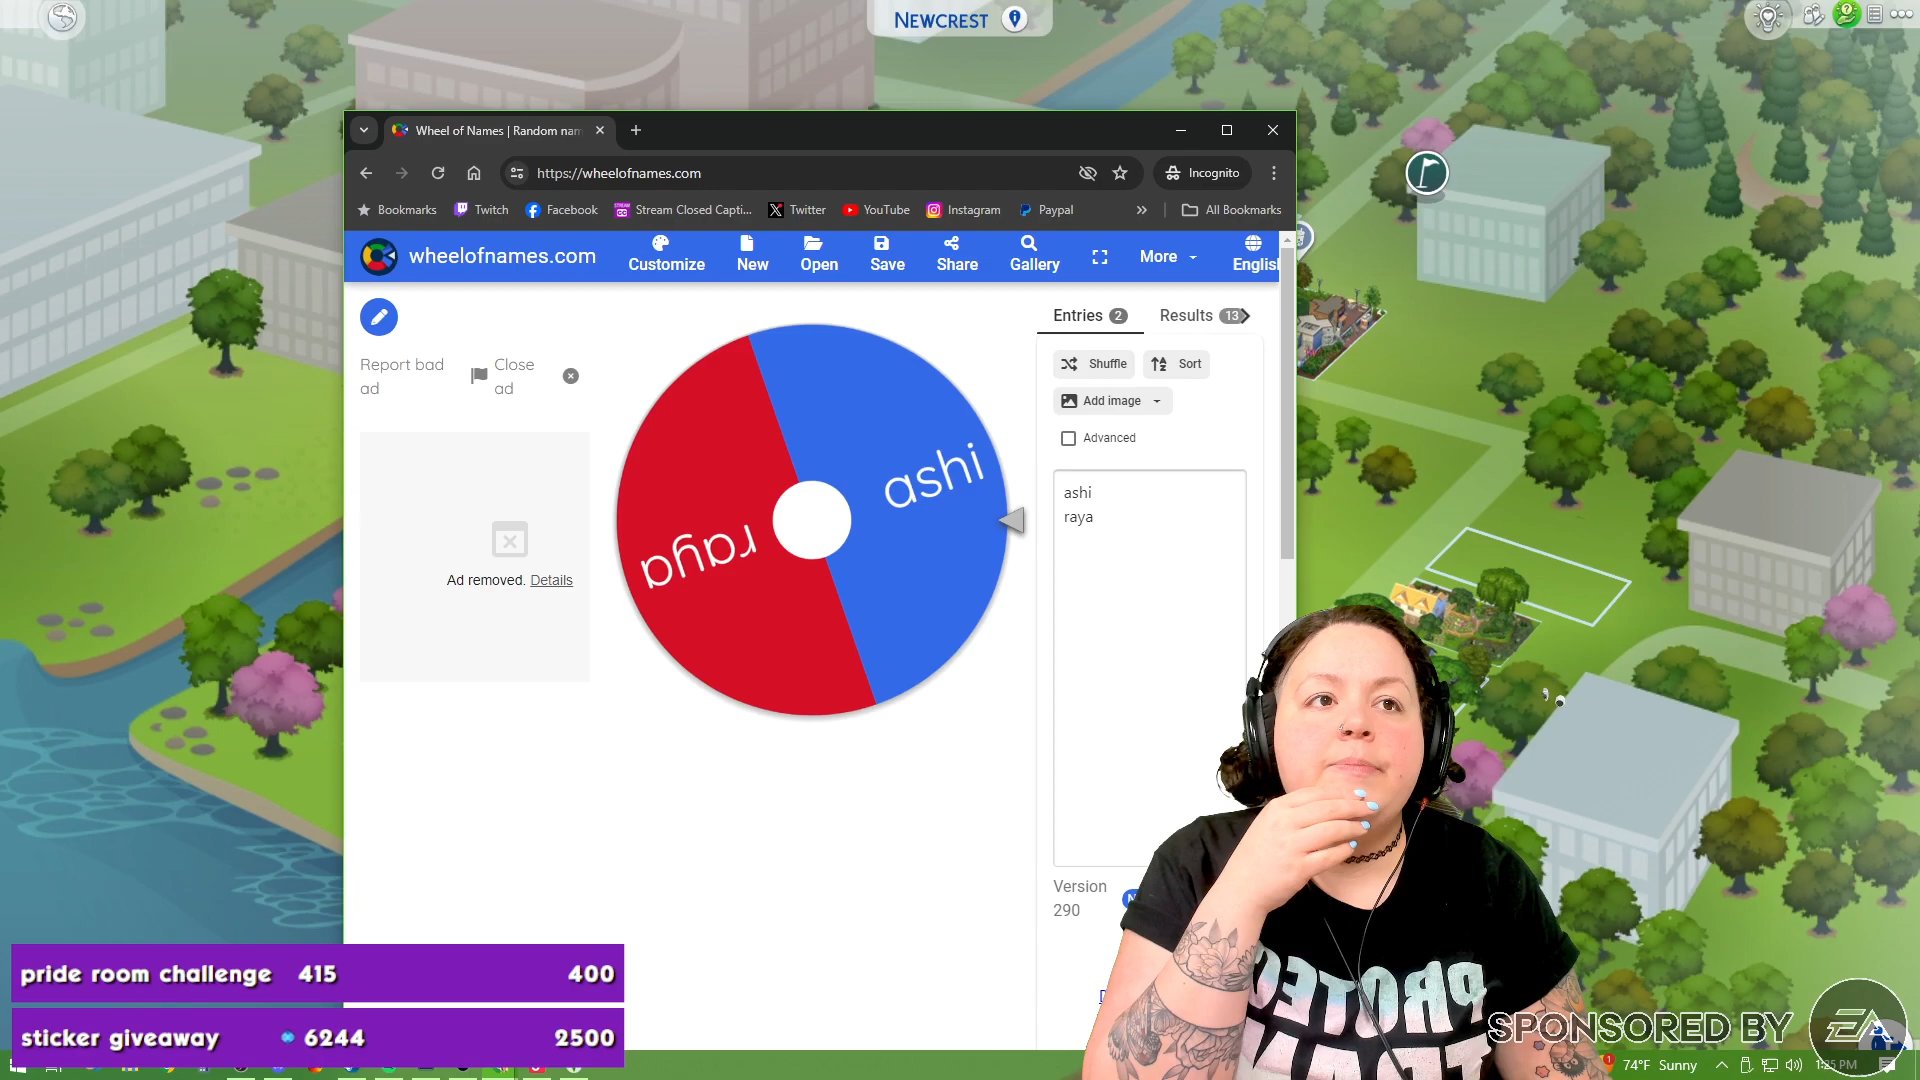 NEWCREST
Wheel of Names | Random nam
https://wheelofnames.com
Incognito
Bookmarks
Twitch
Facebook
Stream Closed Capti...
Twitter
YouTube
Instagram
Paypal
All Bookmarks
wheelofnames.com
Customize
New
Open
Save
Share
Gallery
More
English
Report bad ad
Close ad
Entries 2
Results 13
Shuffle
Sort
Add image
Advanced
ashi
raya
ashi
raya
Ad removed. Details
Version
290
pride room challenge 415 400
sticker giveaway 6244 2500
PROTEC
SPONSORED BY EA
74°F Sunny